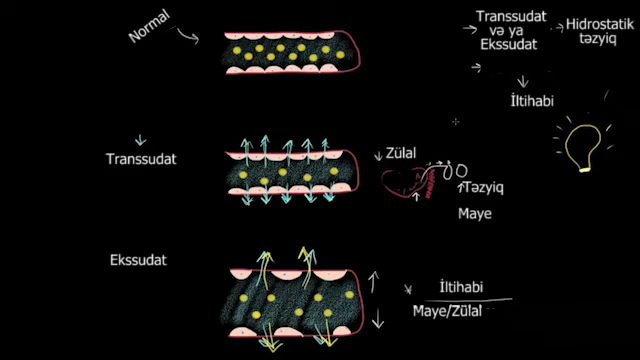 Normal
Transsudat
və ya
Ekssudat
Hidrostatik
təzyiq
İltihabi
Transsudat
Zülal
Təzyiq
Maye
Ekssudat
İltihabi
Maye/Zülal